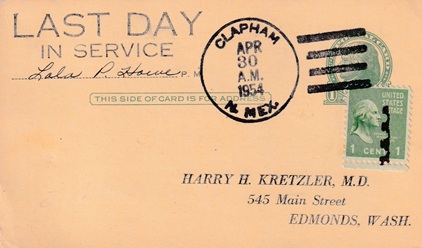 LAST DAY
IN SERVICE
Lola P. Howe P. M
THIS SIDE OF CARD IS FOR ADDRESS
CLAPHAM
APR
30
A.M.
1954
N. MEX.
UNITED STATES
POSTAGE
1 CENT 1
HARRY H. KRETZLER, M.D.
545 Main Street
EDMONDS, WASH.